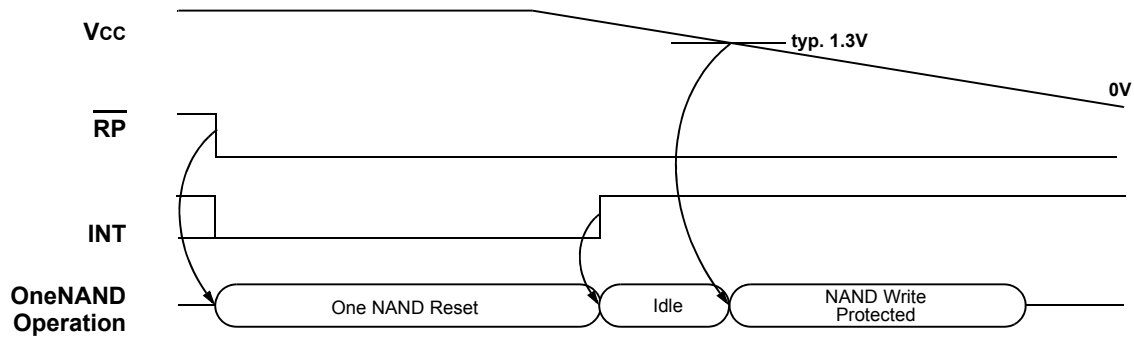 Vcc
typ. 1.3V
0V
RP
INT
OneNAND
Operation
One NAND Reset
Idle
NAND Write
Protected